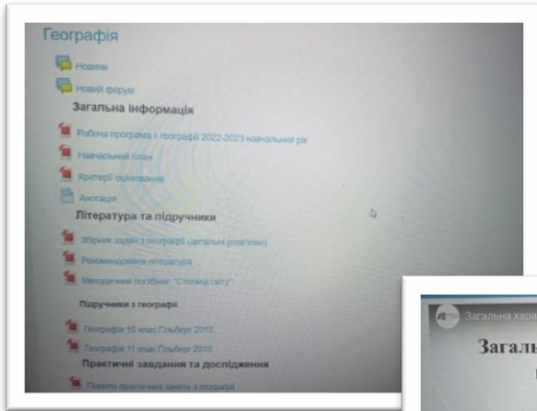 Географія
Новини
Новий форум
Загальна інформація
Робоча програма з географії 2022-2023 навчальний рік
Навчальний план
Критерії оцінювання
Анотація
Література та підручники
Збірник задач з географії (детальні розв'язки)
Рекомендована література
Методичний посібник "Столиці світу"
Підручники з географії
Географія 10 клас Гільберг 2018
Географія 11 клас Гільберг 2019
Практичні завдання та дослідження
Перелік практичних занять з географії
Загальна хара
Загаль